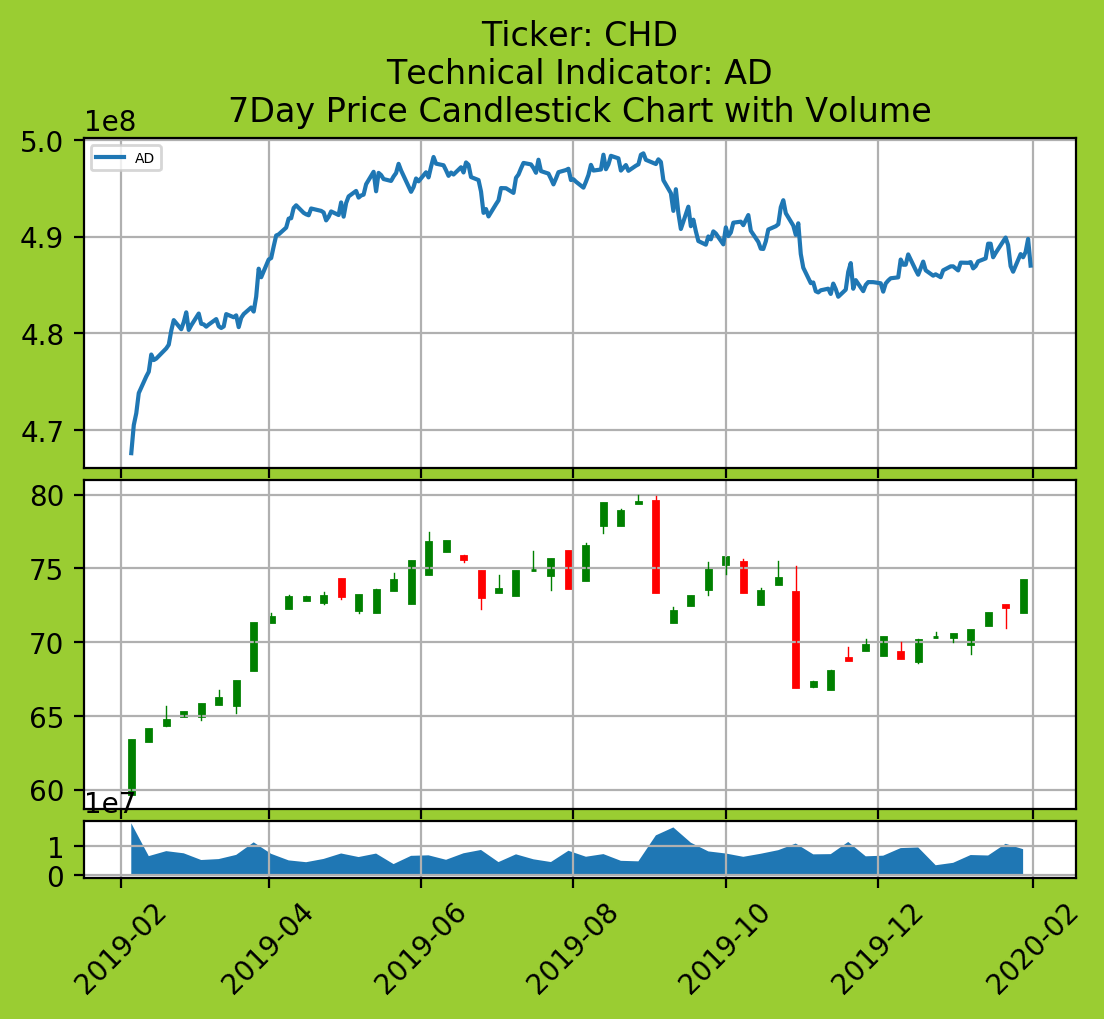 Ticker: CHD
Technical Indicator: AD
7Day Price Candlestick Chart with Volume
1e8
5.0
AD
4.9
4.8
4.7
80
75
70
65
60
1e7
1
0
2019-02 2019-04 2019-06 2019-08 2019-10 2019-12 2020-02